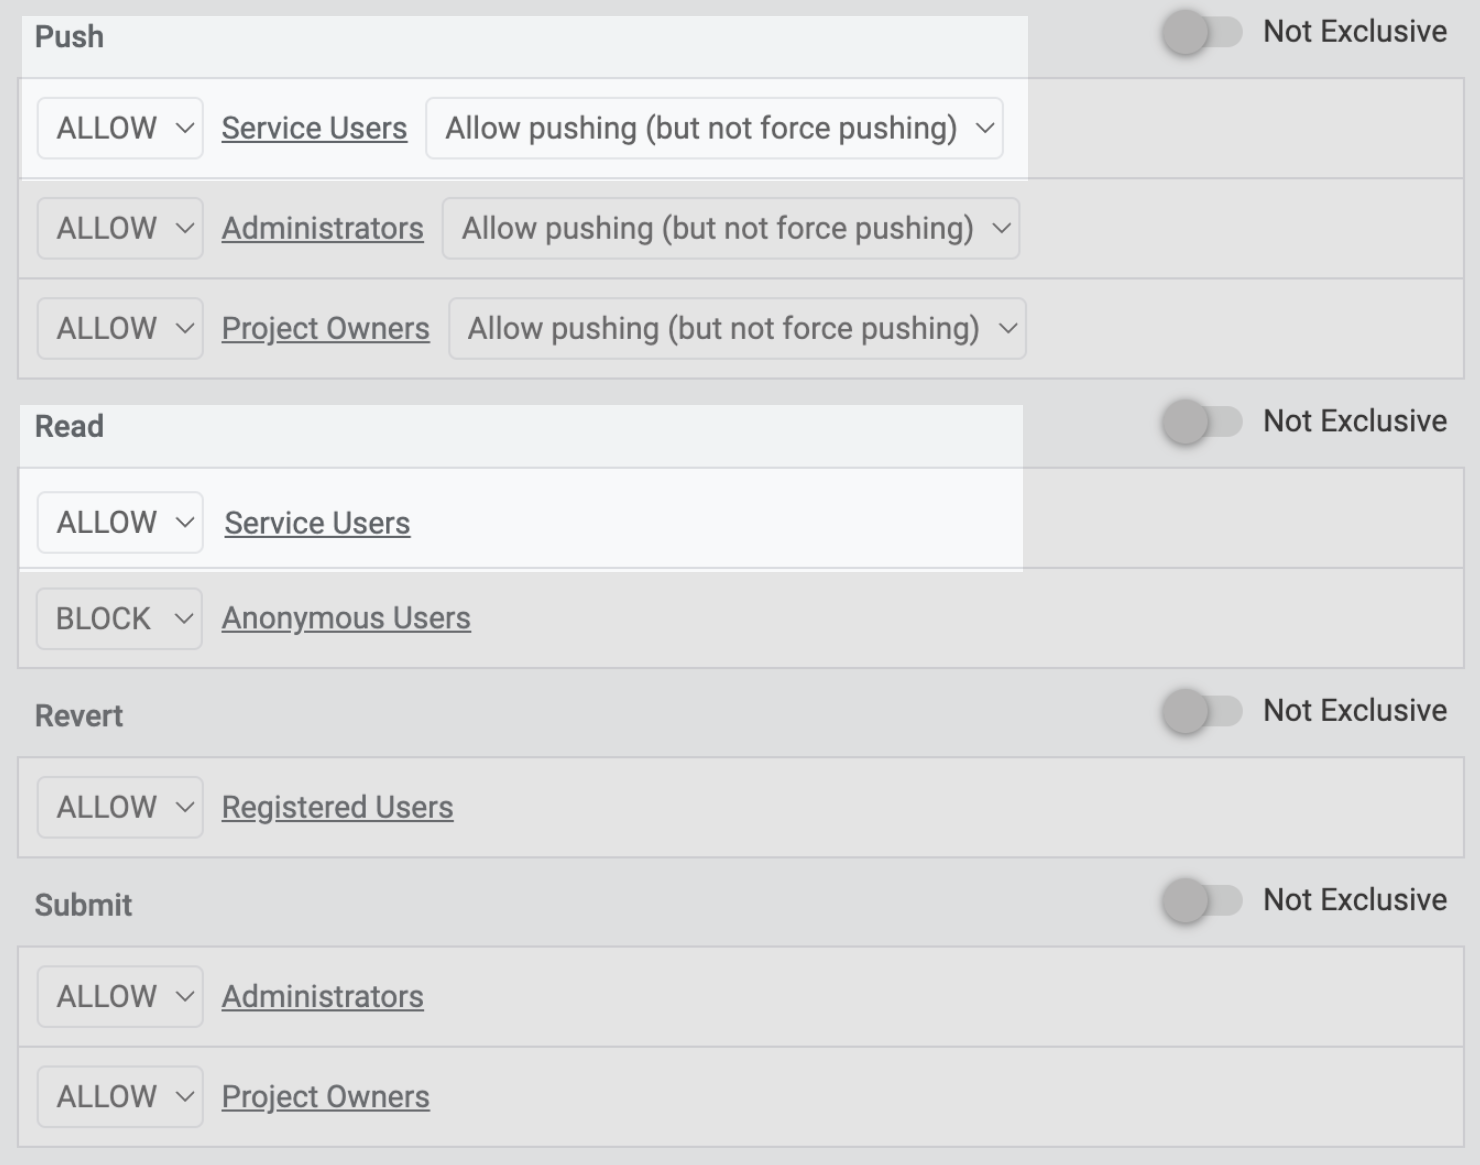 Push Not Exclusive
ALLOW Service Users Allow pushing (but not force pushing)
ALLOW Administrators Allow pushing (but not force pushing)
ALLOW Project Owners Allow pushing (but not force pushing)
Read Not Exclusive
ALLOW Service Users
BLOCK Anonymous Users
Revert Not Exclusive
ALLOW Registered Users
Submit Not Exclusive
ALLOW Administrators
ALLOW Project Owners